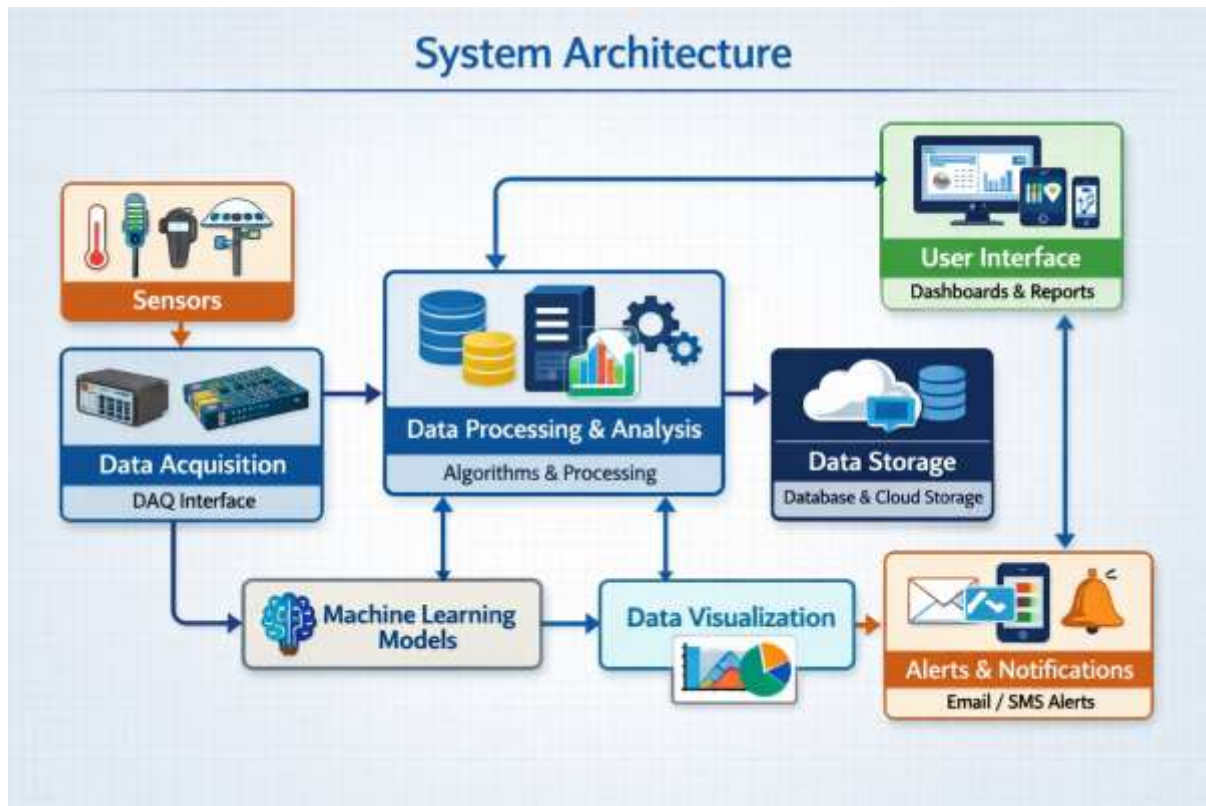 System Architecture
User Interface
Dashboards & Reports
Sensors
Data Acquisition
DAQ Interface
Data Processing & Analysis
Algorithms & Processing
Data Storage
Database & Cloud Storage
Machine Learning
Models
Data Visualization
Alerts & Notifications
Email / SMS Alerts